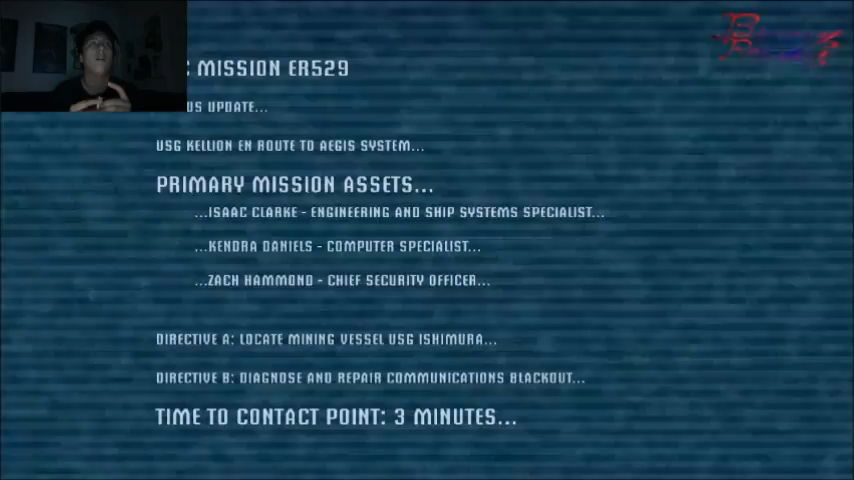 MISSION ER529
US UPDATE...
USG KELLION EN ROUTE TO AEGIS SYSTEM...
PRIMARY MISSION ASSETS...
...ISAAC CLARKE - ENGINEERING AND SHIP SYSTEMS SPECIALIST...
...KENDRA DANIELS - COMPUTER SPECIALIST...
...ZACH HAMMOND - CHIEF SECURITY OFFICER...
DIRECTIVE A: LOCATE MINING VESSEL USG ISHIMURA...
DIRECTIVE B: DIAGNOSE AND REPAIR COMMUNICATIONS BLACKOUT...
TIME TO CONTACT POINT: 3 MINUTES...